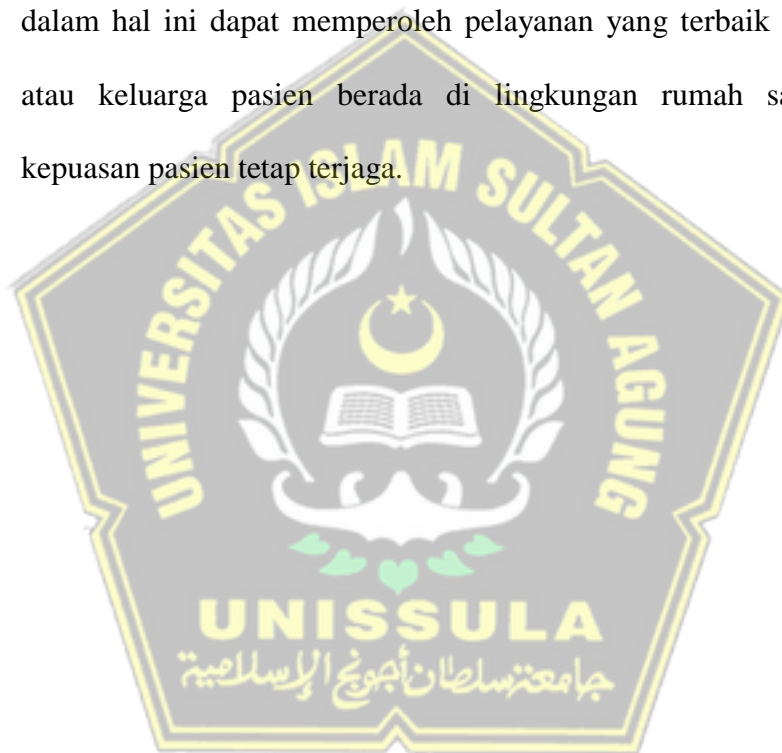 dalam hal ini dapat memperoleh pelayanan yang terbaik
atau keluarga pasien berada di lingkungan rumah
kepuasan pasien tetap terjaga.
UNIVERSITAS ISLAM SULTAN AGUNG
UNISSULA
جامعة سلطان أجونج الإسلامية